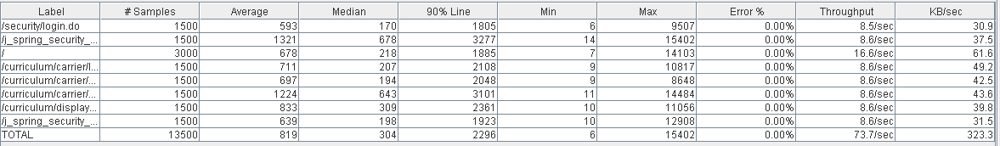 Label # Samples Average Median 90% Line Min Max Error % Throughput KB/sec
/security/login.do 1500 593 170 1805 6 9507 0.00% 8.5/sec 30.9
/j_spring_security_... 1500 1321 678 3277 14 15402 0.00% 8.6/sec 37.5
/ 3000 678 218 1885 7 14103 0.00% 16.6/sec 61.6
/curriculum/carrier/l... 1500 711 207 2108 9 10817 0.00% 8.6/sec 49.2
/curriculum/carrier/... 1500 697 194 2048 9 8648 0.00% 8.6/sec 42.5
/curriculum/carrier/... 1500 1224 643 3101 11 14484 0.00% 8.6/sec 43.6
/curriculum/display... 1500 833 309 2361 10 11056 0.00% 8.6/sec 39.8
/j_spring_security_... 1500 639 198 1923 10 12908 0.00% 8.6/sec 31.5
TOTAL 13500 819 304 2296 6 15402 0.00% 73.7/sec 323.3